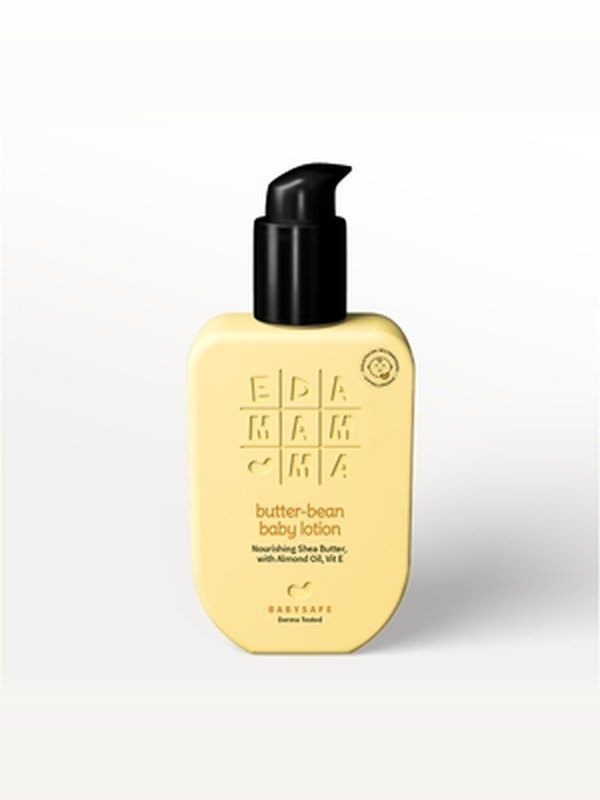 EDA
MAM
MA
butter-bean
baby lotion
Nourishing Shea Butter,
with Almond Oil, Vit E
BABYSAFE
Derma Tested